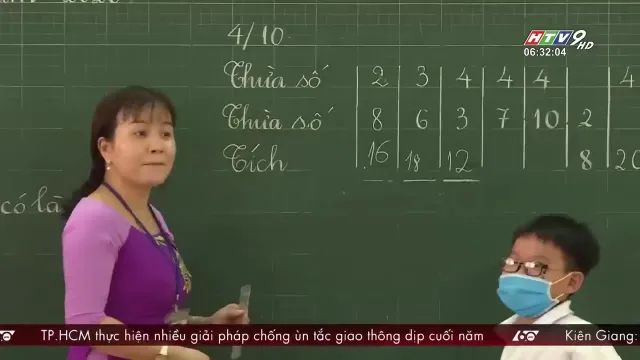 HTV9 HD
06:32:04
4/10
Thừa số 2 3 4 4 4 4
Thừa số 8 6 3 7 10 2
Tích 16 18 12 8 20
có là
TP.HCM thực hiện nhiều giải pháp chống ùn tắc giao thông dịp cuối năm
Kiên Giang: